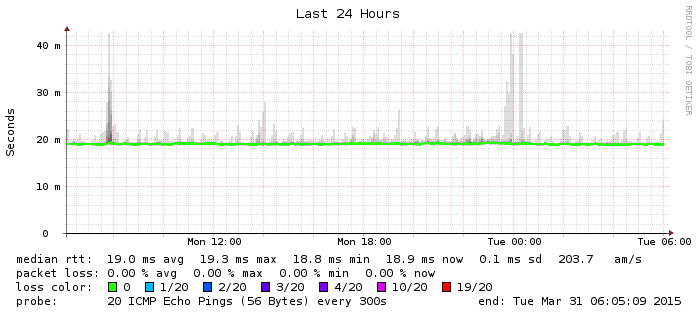 Last 24 Hours
RRDTOOL / TOBI OETIKER
Seconds
40 m
30 m
20 m
10 m
0
Mon 12:00 Mon 18:00 Tue 00:00 Tue 06:00
median rtt: 19.0 ms avg 19.3 ms max 18.8 ms min 18.9 ms now 0.1 ms sd 203.7 am/s
packet loss: 0.00 % avg 0.00 % max 0.00 % min 0.00 % now
loss color: 0 1/20 2/20 3/20 4/20 10/20 19/20
probe: 20 ICMP Echo Pings (56 Bytes) every 300s end: Tue Mar 31 06:05:09 2015